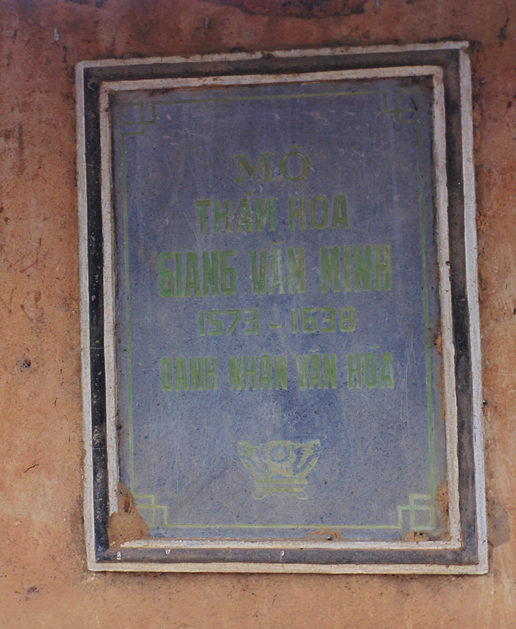 MỘ
THÁM HOA
GIANG VĂN MINH
1573 - 1638
DANH NHÂN VĂN HÓA